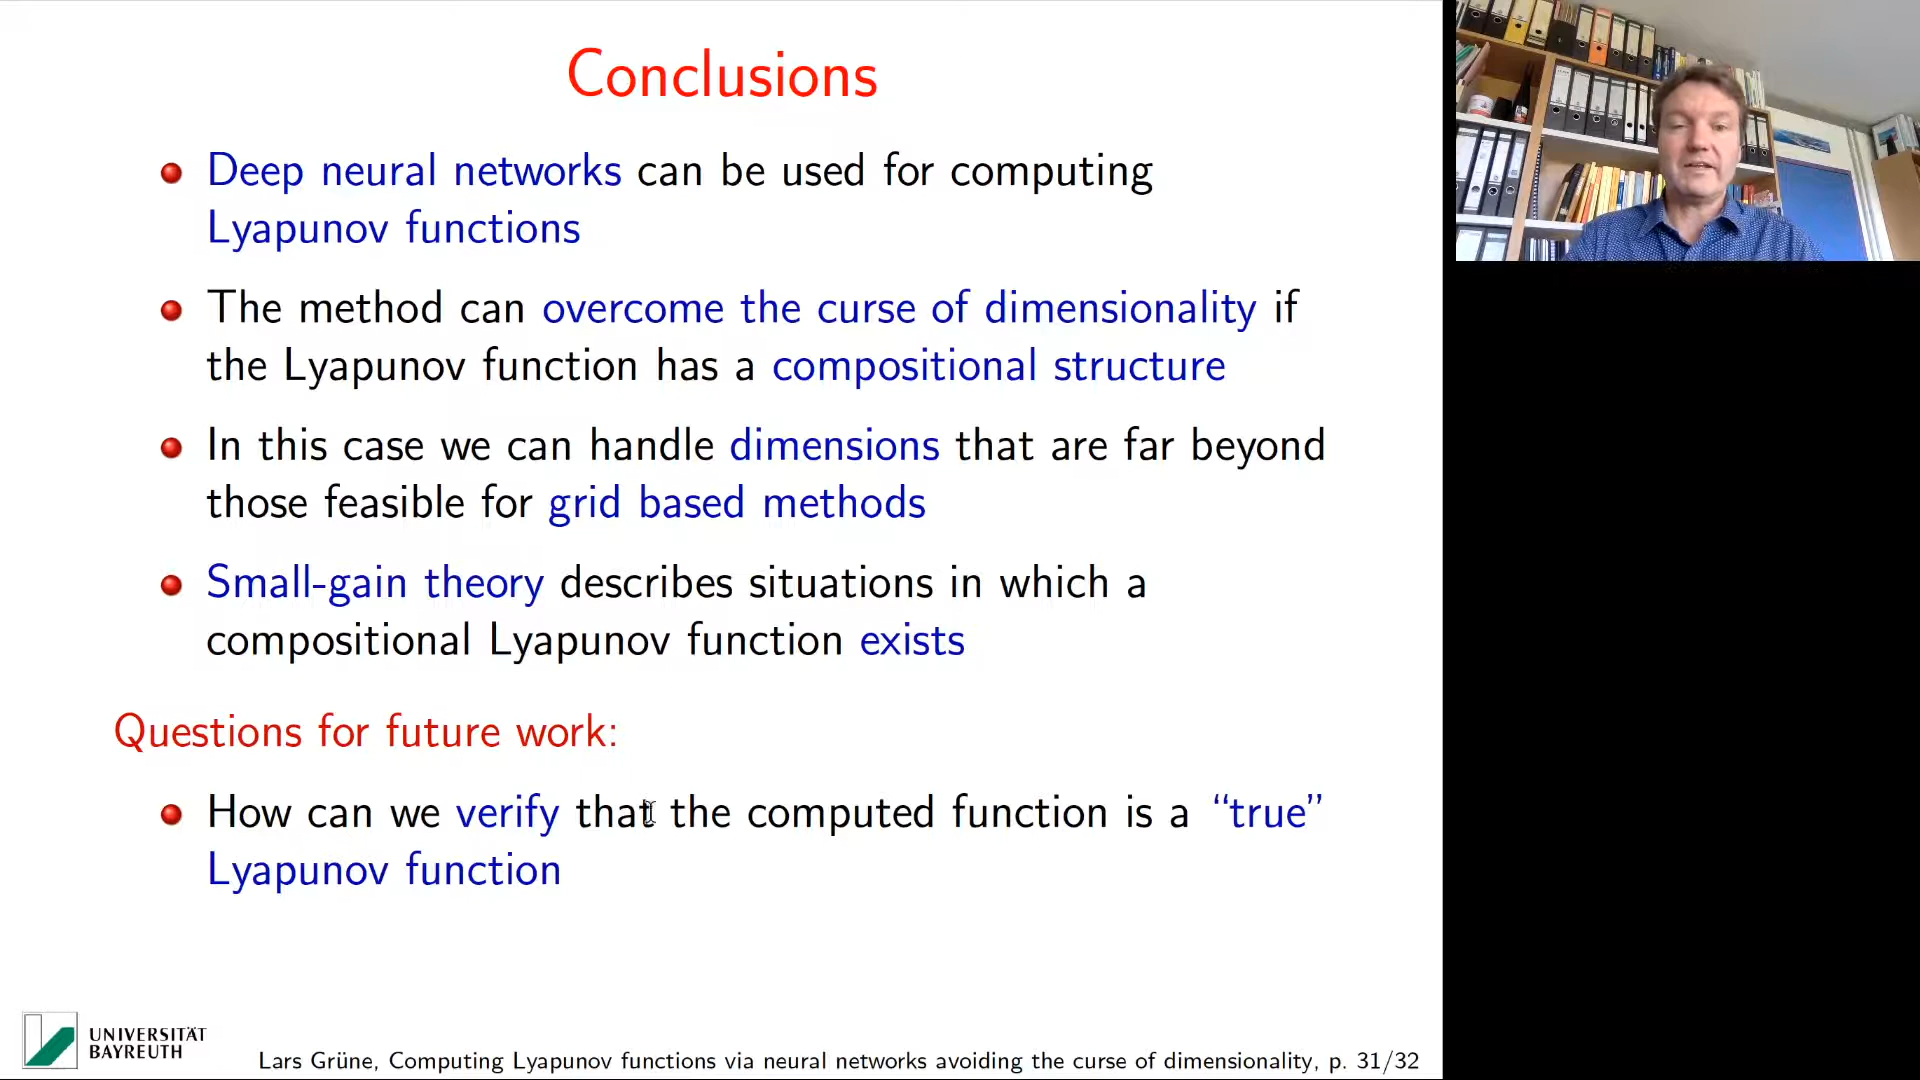 Conclusions
Deep neural networks can be used for computing
Lyapunov functions
The method can overcome the curse of dimensionality if
the Lyapunov function has a compositional structure
In this case we can handle dimensions that are far beyond
those feasible for grid based methods
Small-gain theory describes situations in which a
compositional Lyapunov function exists
Questions for future work:
How can we verify that the computed function is a “true”
Lyapunov function
UNIVERSITÄT
BAYREUTH
Lars Grüne, Computing Lyapunov functions via neural networks avoiding the curse of dimensionality, p. 31/32